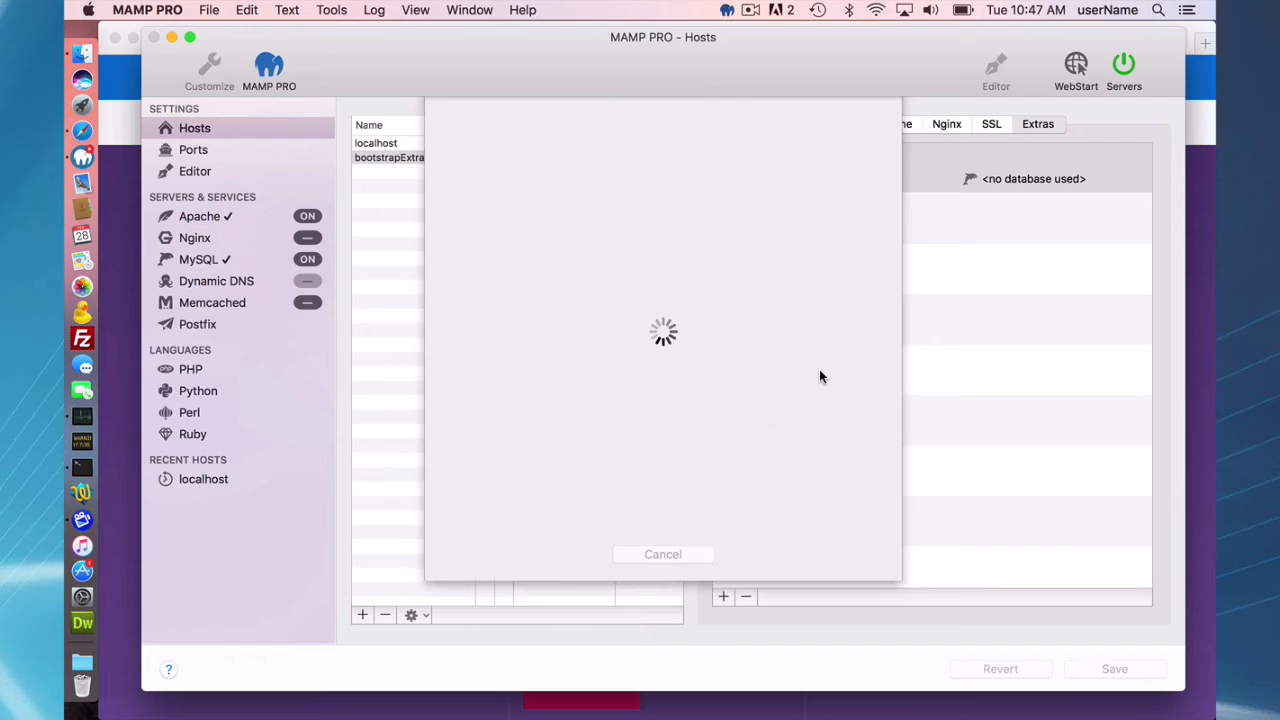 MAMP PRO File Edit Text Tools Log View Window Help 2 Tue 10:47 AM userName
MAMP PRO - Hosts
Customize MAMP PRO Editor WebStart Servers
SETTINGS
Hosts
Ports
Editor
SERVERS & SERVICES
Apache ✓ ON
Nginx
MySQL ✓ ON
Dynamic DNS
Memcached
Postfix
LANGUAGES
PHP
Python
Perl
Ruby
RECENT HOSTS
localhost
Name
localhost
bootstrapExtra
Nginx SSL Extras
<no database used>
Cancel
Revert Save
?
FEB
28
Fz
Dw